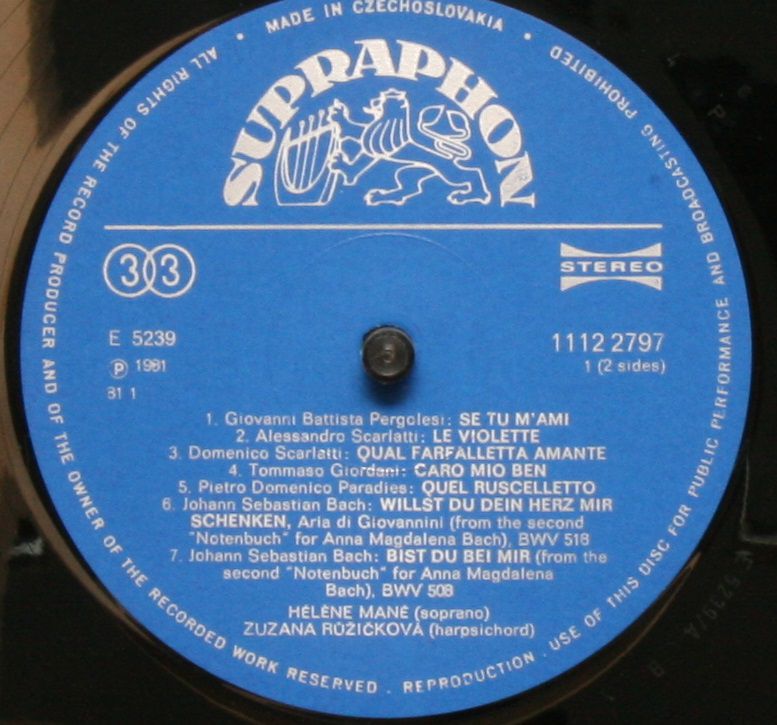 ALL RIGHTS OF THE RECORD PRODUCER AND OF THE OWNER OF THE RECORDED WORK RESERVED . REPRODUCTION . USE OF THIS DISC FOR PUBLIC PERFORMANCE AND BROADCASTING PROHIBITED
• MADE IN CZECHOSLOVAKIA •
SUPRAPHON
33
STEREO
E 5239
1112 2797
Ⓟ 1981
1 (2 sides)
81 1
1. Giovanni Battista Pergolesi: SE TU M'AMI
2. Alessandro Scarlatti: LE VIOLETTE
3. Domenico Scarlatti: QUAL FARFALLETTA AMANTE
4. Tommaso Giordani: CARO MIO BEN
5. Pietro Domenico Paradies: QUEL RUSCELLETTO
6. Johann Sebastian Bach: WILLST DU DEIN HERZ MIR
SCHENKEN, Aria di Giovannini (from the second
"Notenbuch" for Anna Magdalena Bach), BWV 518
7. Johann Sebastian Bach: BIST DU BEI MIR (from the
second "Notenbuch" for Anna Magdalena
Bach), BWV 508
HÉLÈNE MANÉ (soprano)
ZUZANA RŮŽIČKOVÁ (harpsichord)